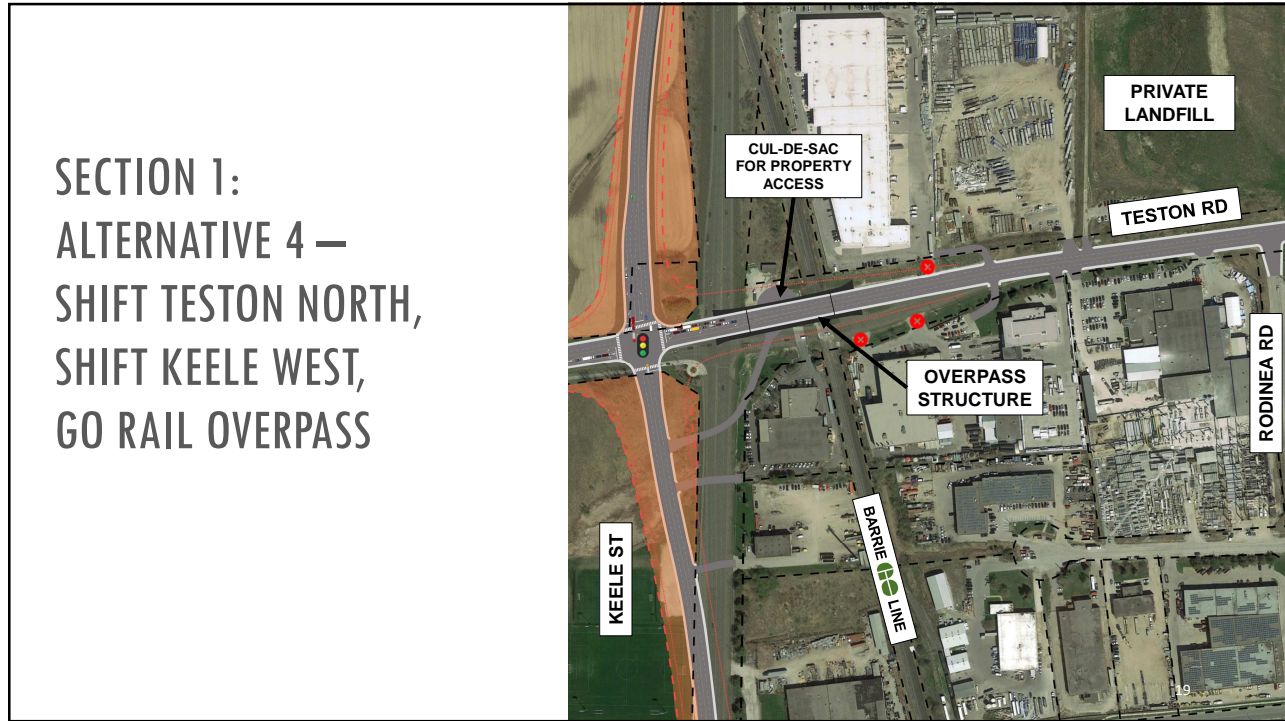 SECTION 1:
ALTERNATIVE 4 –
SHIFT TESTON NORTH,
SHIFT KEELE WEST,
GO RAIL OVERPASS
PRIVATE
LANDFILL
CUL-DE-SAC
FOR PROPERTY
ACCESS
TESTON RD
OVERPASS
STRUCTURE
RODINEA RD
KEELE ST
BARRIE GO LINE
19